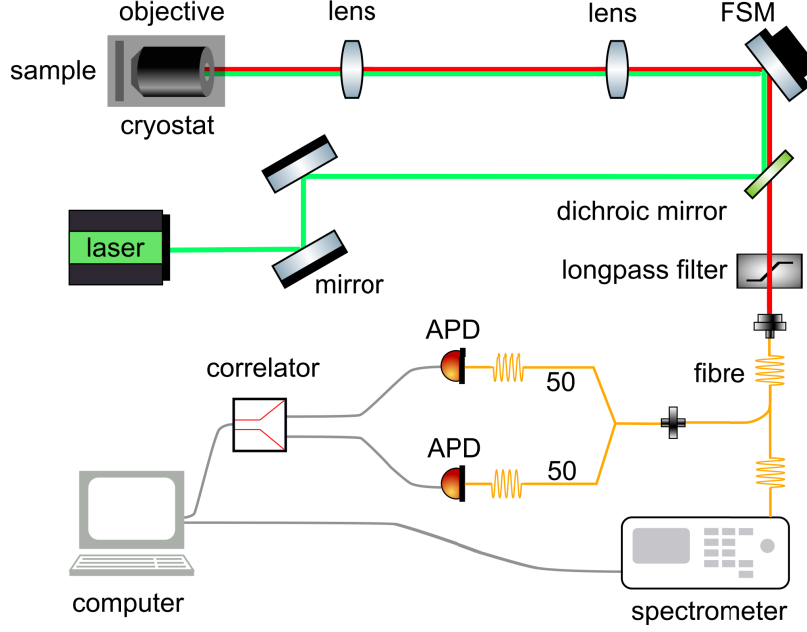 objective
lens
lens
FSM
sample
cryostat
dichroic mirror
laser
mirror
longpass filter
APD
correlator
50
fibre
APD
50
computer
spectrometer